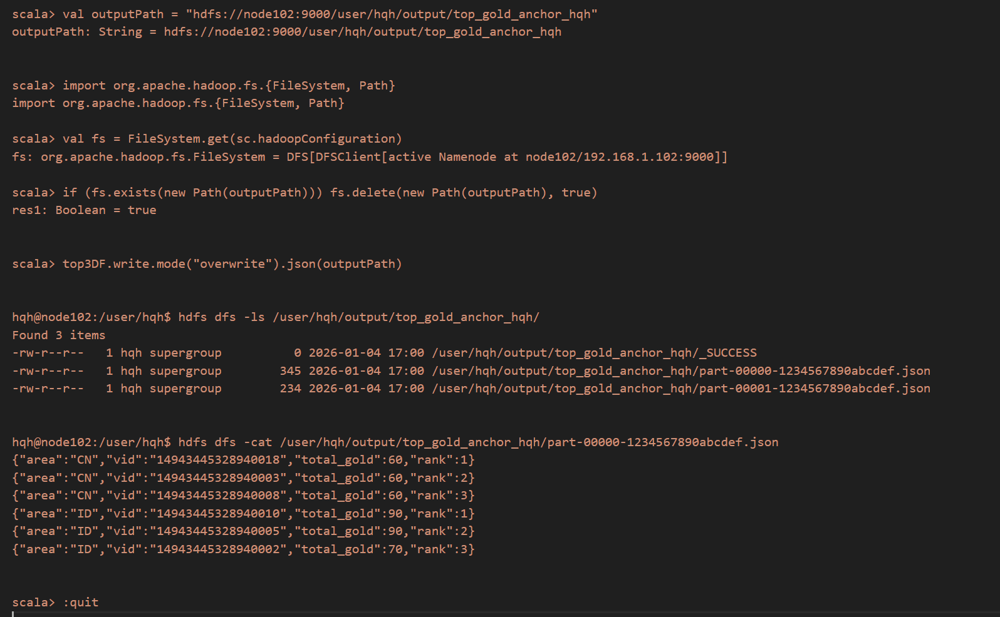 scala> val outputPath = "hdfs://node102:9000/user/hqh/output/top_gold_anchor_hqh"
outputPath: String = hdfs://node102:9000/user/hqh/output/top_gold_anchor_hqh
scala> import org.apache.hadoop.fs.{FileSystem, Path}
import org.apache.hadoop.fs.{FileSystem, Path}
scala> val fs = FileSystem.get(sc.hadoopConfiguration)
fs: org.apache.hadoop.fs.FileSystem = DFS[DFSClient[active Namenode at node102/192.168.1.102:9000]]
scala> if (fs.exists(new Path(outputPath))) fs.delete(new Path(outputPath), true)
res1: Boolean = true
scala> top3DF.write.mode("overwrite").json(outputPath)
hqh@node102:/user/hqh$ hdfs dfs -ls /user/hqh/output/top_gold_anchor_hqh/
Found 3 items
-rw-r--r--   1 hqh supergroup          0 2026-01-04 17:00 /user/hqh/output/top_gold_anchor_hqh/_SUCCESS
-rw-r--r--   1 hqh supergroup        345 2026-01-04 17:00 /user/hqh/output/top_gold_anchor_hqh/part-00000-1234567890abcdef.json
-rw-r--r--   1 hqh supergroup        234 2026-01-04 17:00 /user/hqh/output/top_gold_anchor_hqh/part-00001-1234567890abcdef.json
hqh@node102:/user/hqh$ hdfs dfs -cat /user/hqh/output/top_gold_anchor_hqh/part-00000-1234567890abcdef.json
{"area":"CN","vid":"14943445328940018","total_gold":60,"rank":1}
{"area":"CN","vid":"14943445328940003","total_gold":60,"rank":2}
{"area":"CN","vid":"14943445328940008","total_gold":60,"rank":3}
{"area":"ID","vid":"14943445328940010","total_gold":90,"rank":1}
{"area":"ID","vid":"14943445328940005","total_gold":90,"rank":2}
{"area":"ID","vid":"14943445328940002","total_gold":70,"rank":3}
scala> :quit